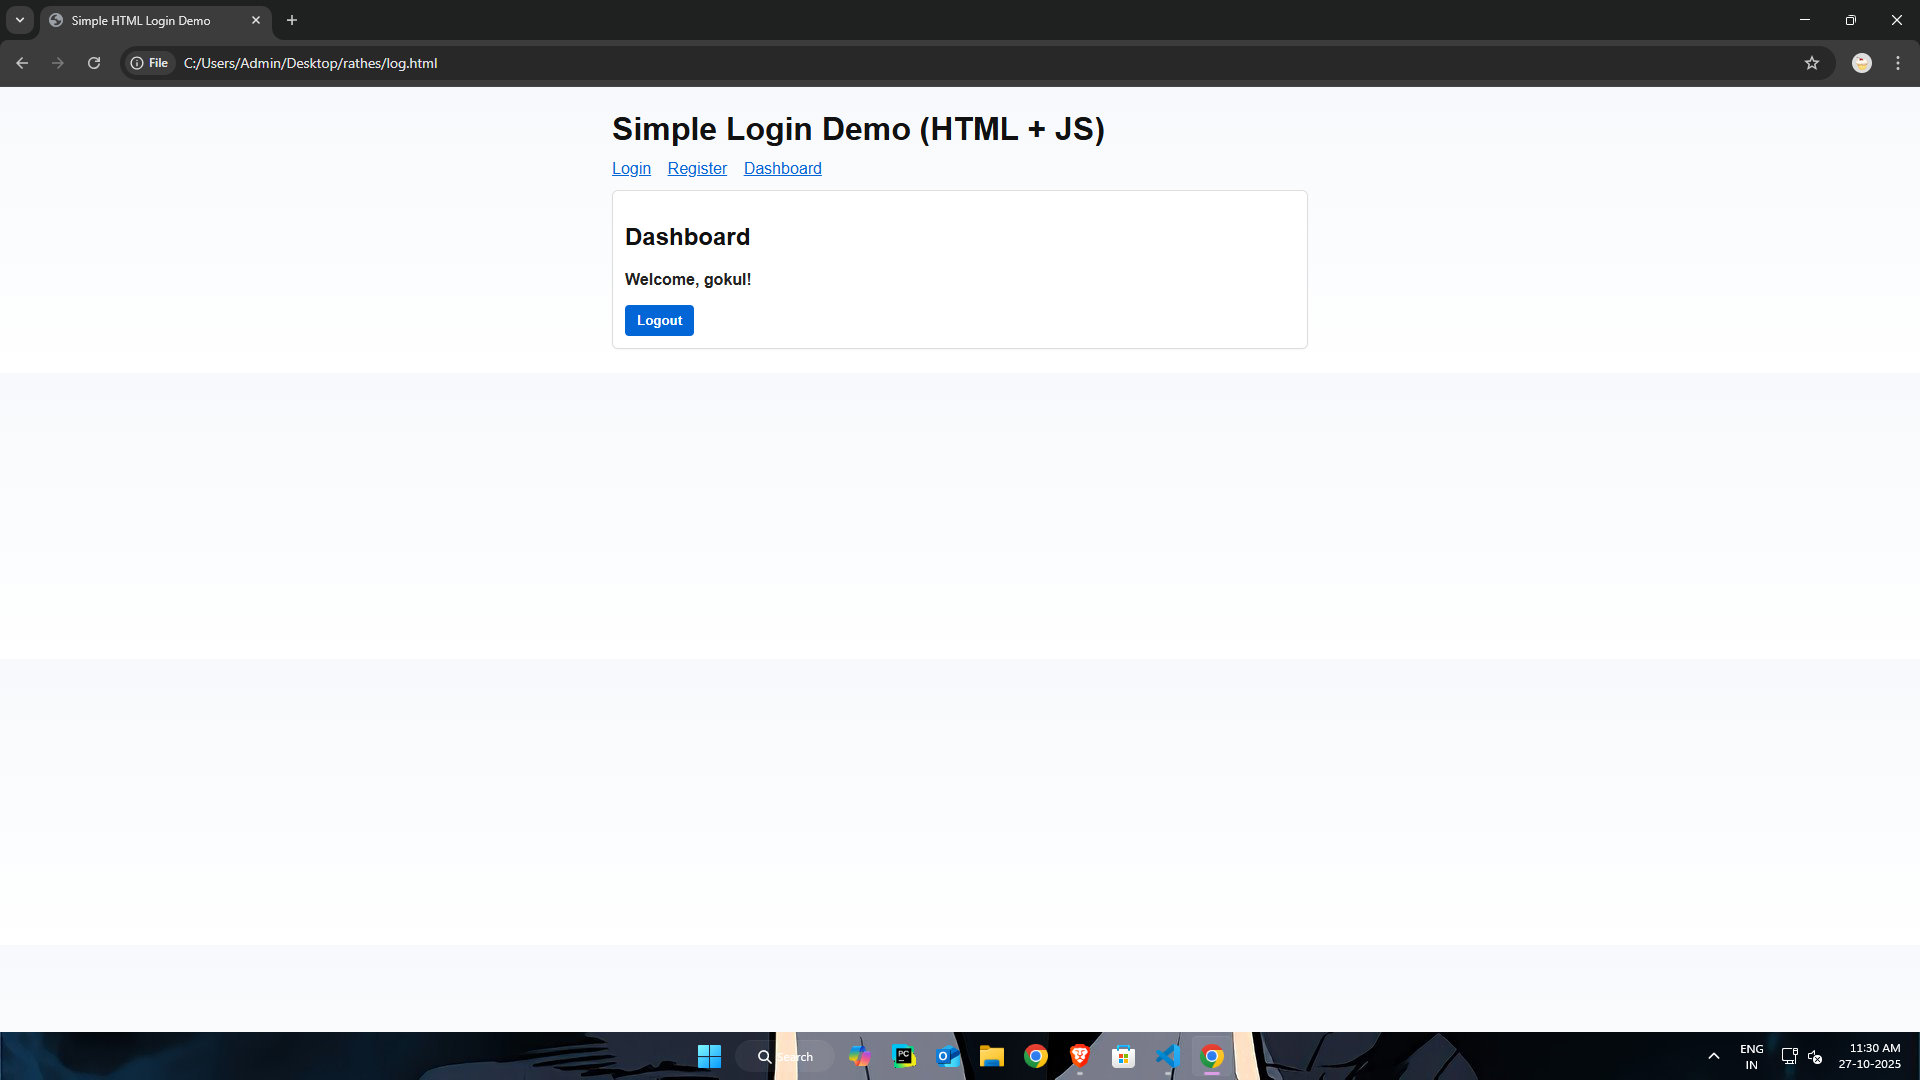 Simple HTML Login Demo
File C:/Users/Admin/Desktop/rathes/log.html
Simple Login Demo (HTML + JS)
Login Register Dashboard
Dashboard
Welcome, gokul!
Logout
Search
PC
ENG
IN
11:30 AM
27-10-2025